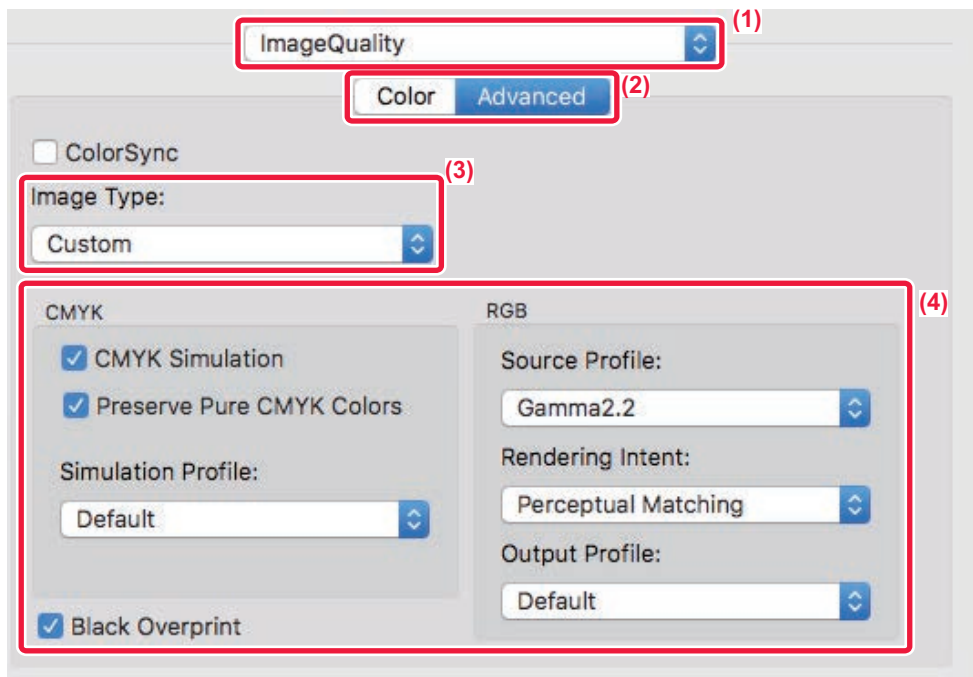 (1)
ImageQuality
Color Advanced
(2)
ColorSync
(3)
Image Type:
Custom
(4)
CMYK
CMYK Simulation
Preserve Pure CMYK Colors
Simulation Profile:
Default
Black Overprint
RGB
Source Profile:
Gamma2.2
Rendering Intent:
Perceptual Matching
Output Profile:
Default